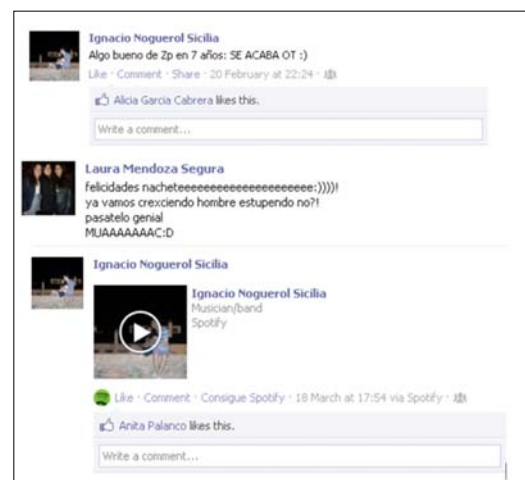 Ignacio Noguerol Sicilia
Algo bueno de Zp en 7 años: SE ACABA OT :)
Like · Comment · Share · 20 February at 22:24 ·
Alicia Garcia Cabrera likes this.
Write a comment...
Laura Mendoza Segura
felicidades nacheteeeeeeeeeeeeeeeeeeeeee:))))!
ya vamos crexciendo hombre estupendo no?!
pasatelo genial
MUAAAAAAAC:D
Ignacio Noguerol Sicilia
Ignacio Noguerol Sicilia
Musician/band
Spotify
Like · Comment · Consigue Spotify · 18 March at 17:54 via Spotify ·
Anita Palanco likes this.
Write a comment...